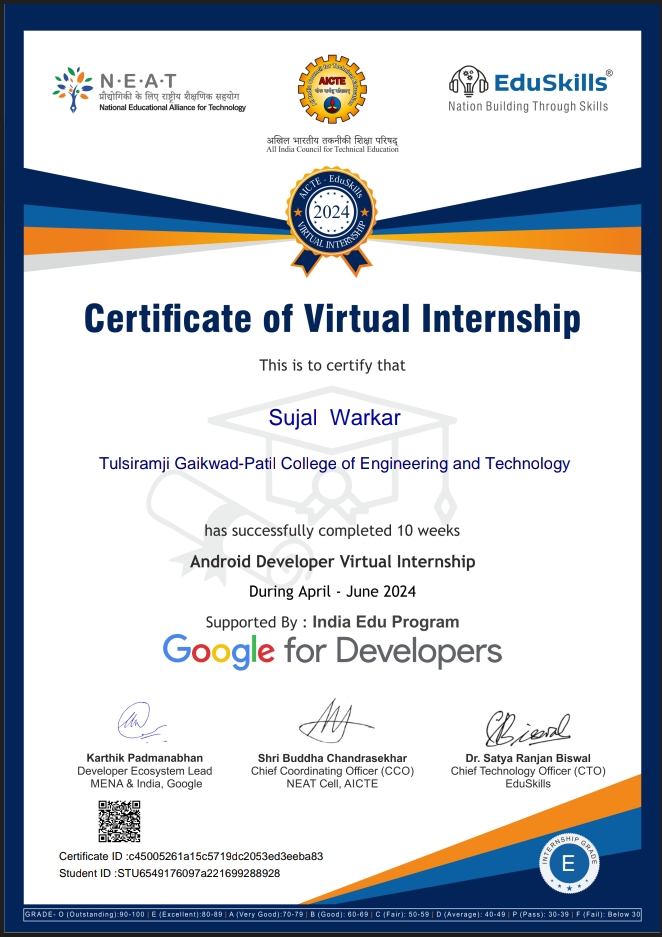 N·E·A·T
प्रौद्योगिकी के लिए राष्ट्रीय शैक्षणिक सहयोग
National Educational Alliance for Technology
AICTE
अखिल भारतीय तकनीकी शिक्षा परिषद्
All India Council for Technical Education
EduSkills®
Nation Building Through Skills
AICTE - EduSkills
2024
VIRTUAL INTERNSHIP
Certificate of Virtual Internship
This is to certify that
Sujal Warkar
Tulsiramji Gaikwad-Patil College of Engineering and Technology
has successfully completed 10 weeks
Android Developer Virtual Internship
During April - June 2024
Supported By : India Edu Program
Google for Developers
Karthik Padmanabhan
Developer Ecosystem Lead
MENA & India, Google
Shri Buddha Chandrasekhar
Chief Coordinating Officer (CCO)
NEAT Cell, AICTE
Dr. Satya Ranjan Biswal
Chief Technology Officer (CTO)
EduSkills
Certificate ID :c45005261a15c5719dc2053ed3eeba83
Student ID :STU6549176097a221699288928
INTERNSHIP GRADE
E
GRADE- O (Outstanding):90-100 | E (Excellent):80-89 | A (Very Good):70-79 | B (Good): 60-69 | C (Fair): 50-59 | D (Average): 40-49 | P (Pass): 30-39 | F (Fail): Below 30